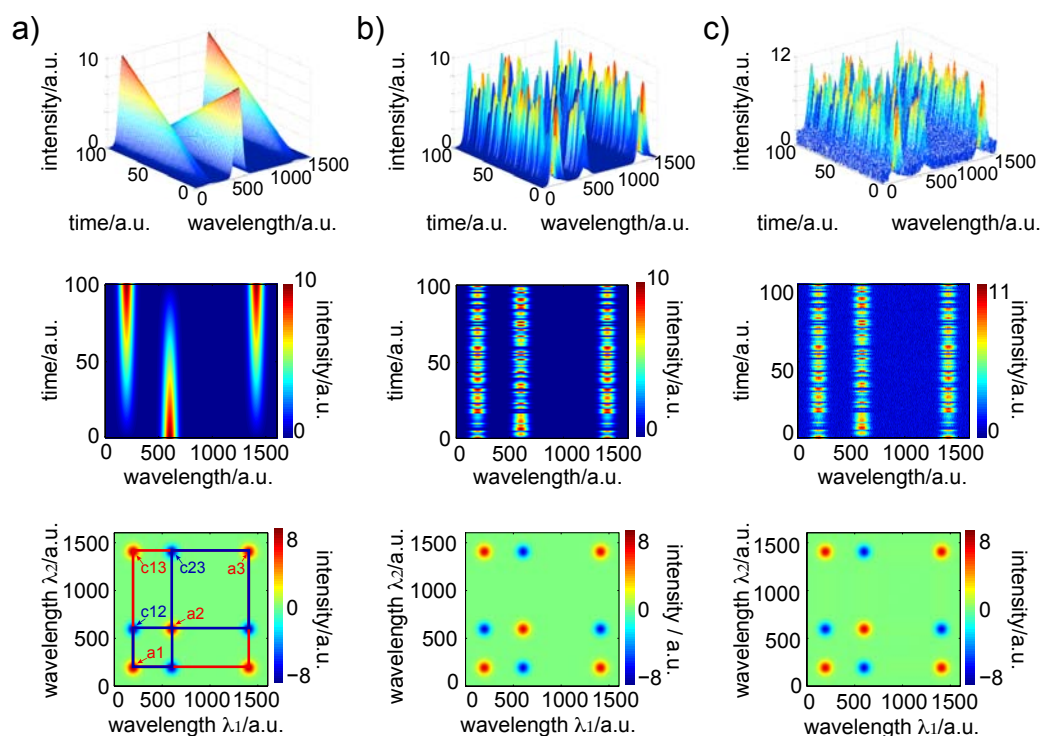 a)
intensity/a.u.
10
0
100
50
0
0
500
1000
1500
time/a.u.
wavelength/a.u.
b)
intensity/a.u.
10
0
100
50
0
0
500
1000
1500
time/a.u.
wavelength/a.u.
c)
intensity/a.u.
12
0
100
50
0
0
500
1000
1500
time/a.u.
wavelength/a.u.
time/a.u.
100
50
0
0 500 1000 1500
wavelength/a.u.
10
0
intensity/a.u.
time/a.u.
100
50
0
0 500 1000 1500
wavelength/a.u.
10
0
intensity/a.u.
time/a.u.
100
50
0
0 500 1000 1500
wavelength/a.u.
11
0
intensity/a.u.
wavelength λ2/a.u.
1500
1000
500
0
c13
c23
a3
c12
a2
a1
0 500 1000 1500
wavelength λ1/a.u.
8
0
−8
intensity/a.u.
wavelength λ2/a.u.
1500
1000
500
0
0 500 1000 1500
wavelength λ1/a.u.
8
0
−8
intensity / a.u.
wavelength λ2/a.u.
1500
1000
500
0
0 500 1000 1500
wavelength λ1/a.u.
8
0
−8
intensity/a.u.